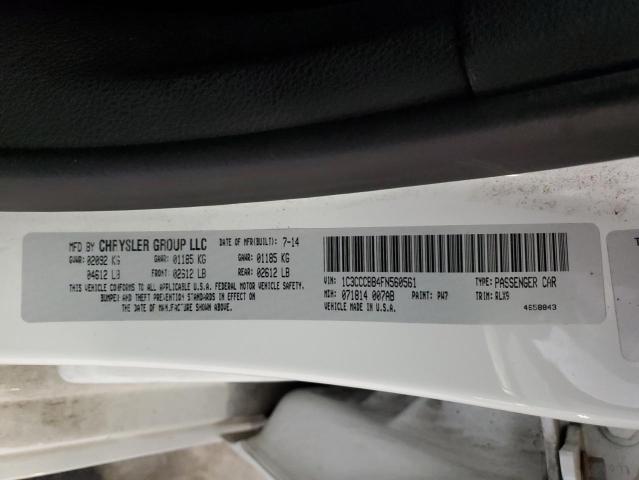 MFD BY CHRYSLER GROUP LLC DATE OF MFR(BUILT): 7-14
GVWR: 02092 KG GAWR: 01185 KG GAWR: 01185 KG
04612 LB FRONT: 02612 LB REAR: 02612 LB
THIS VEHICLE CONFORMS TO ALL APPLICABLE U.S.A. FEDERAL MOTOR VEHICLE SAFETY,
BUMPER AND THEFT PREVENTION STANDARDS IN EFFECT ON
THE DATE OF MANUFACTURE SHOWN ABOVE.
VIN: 1C3CCCBB4FN560561 TYPE: PASSENGER CAR
MDH: 071814 007AB PAINT: PW7 TRIM: RLX9
VEHICLE MADE IN U.S.A. 4658843